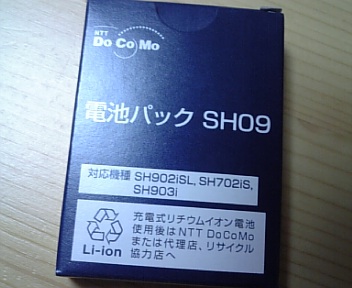 NTT
DoCoMo
電池パック SH09
対応機種 SH902iSL, SH702iS,
SH903i
充電式リチウムイオン電池
使用後はNTT DoCoMo
または代理店、リサイクル
協力店へ
Li-ion